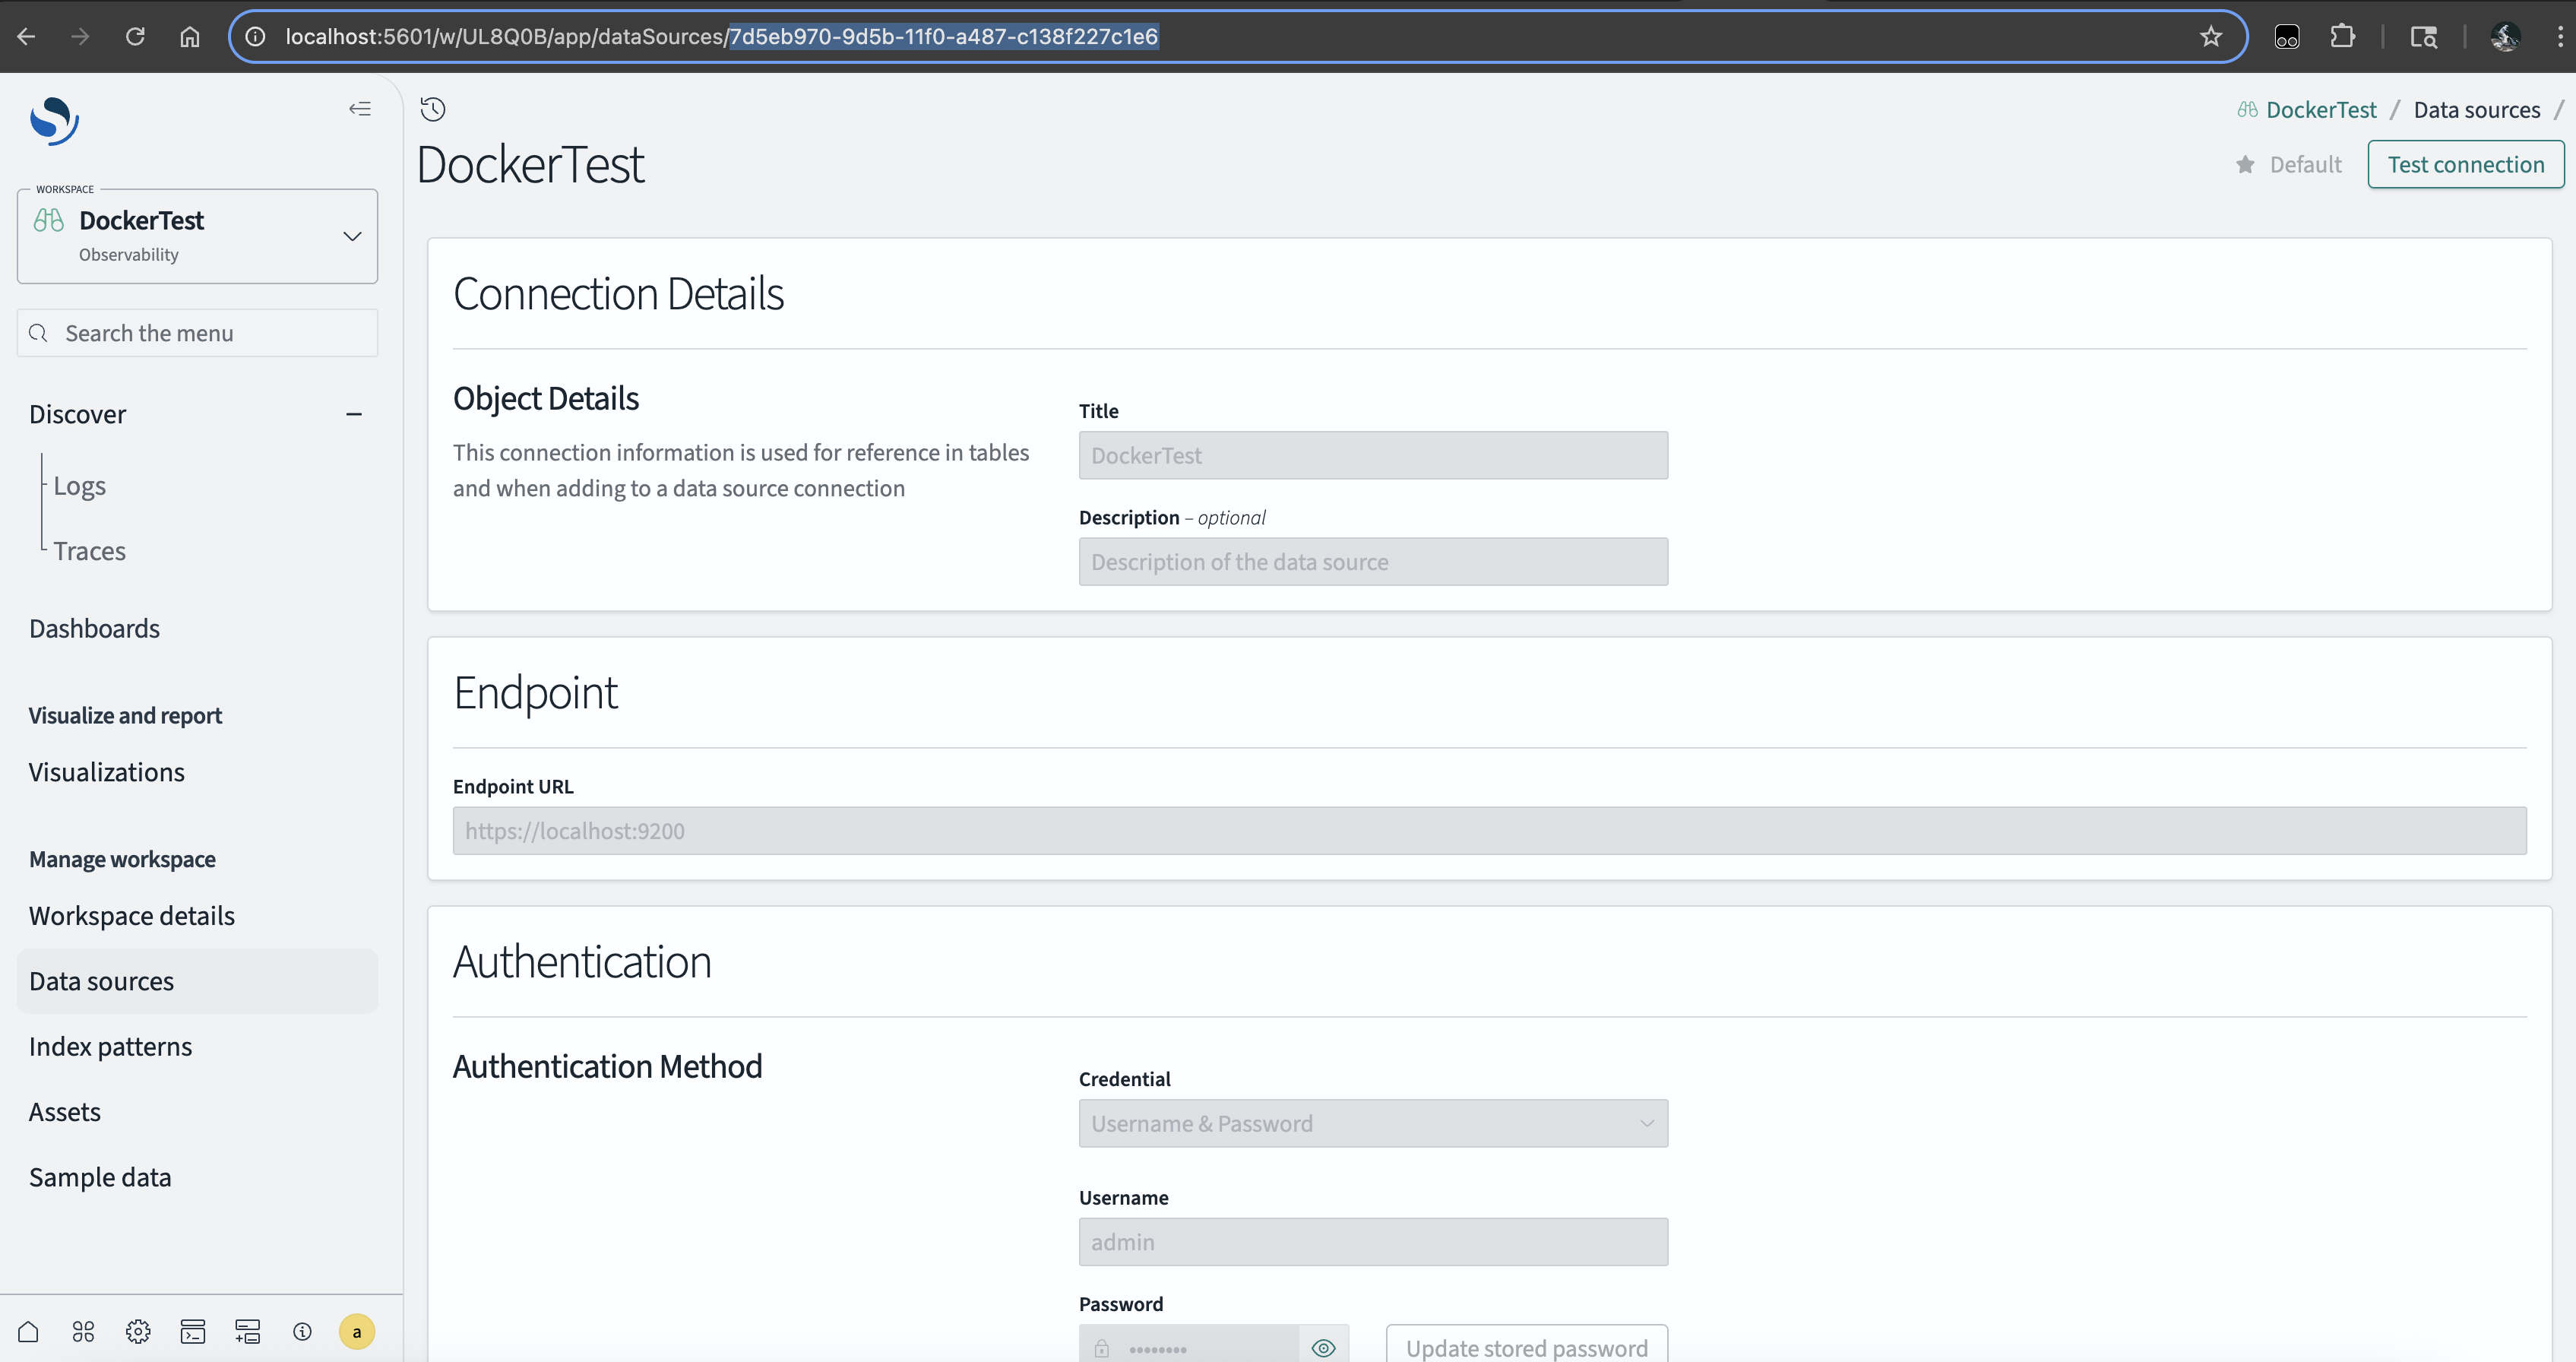 localhost:5601/w/UL8Q0B/app/dataSources/7d5eb970-9d5b-11f0-a487-c138f227c1e6
WORKSPACE
DockerTest
Observability
Search the menu
Discover
Logs
Traces
Dashboards
Visualize and report
Visualizations
Manage workspace
Workspace details
Data sources
Index patterns
Assets
Sample data
a
DockerTest / Data sources /
DockerTest
Default
Test connection
Connection Details
Object Details
This connection information is used for reference in tables
and when adding to a data source connection
Title
DockerTest
Description – optional
Description of the data source
Endpoint
Endpoint URL
https://localhost:9200
Authentication
Authentication Method
Credential
Username & Password
Username
admin
Password
••••••••
Update stored password